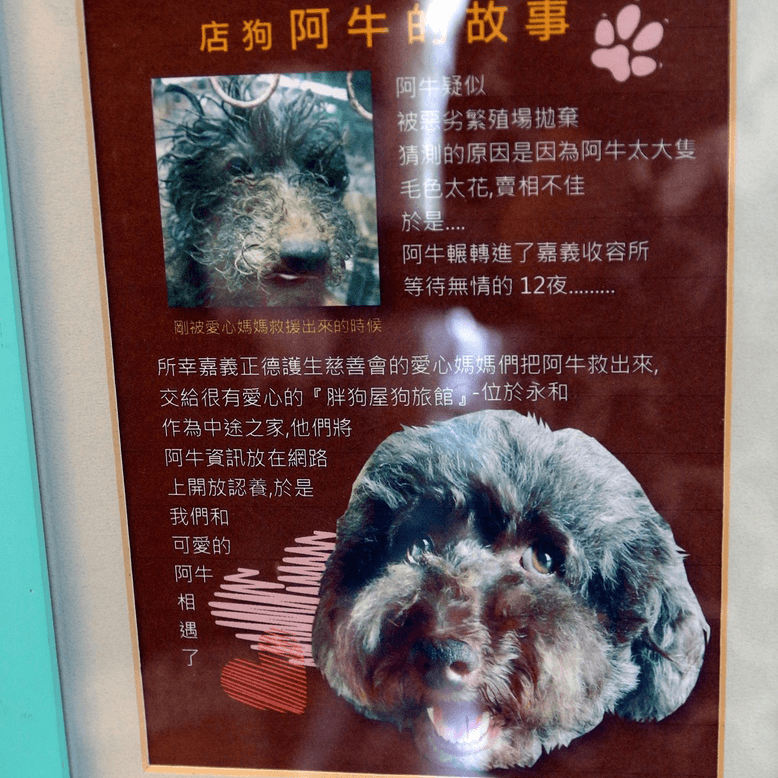 店狗阿牛的故事
阿牛疑似
被惡劣繁殖場拋棄
猜測的原因是因為阿牛太大隻
毛色太花,賣相不佳
於是....
阿牛輾轉進了嘉義收容所
等待無情的 12夜.........
剛被愛心媽媽救援出來的時候
所幸嘉義正德護生慈善會的愛心媽媽們把阿牛救出來,
交給很有愛心的『胖狗屋狗旅館』-位於永和
作為中途之家,他們將
阿牛資訊放在網路
上開放認養,於是
我們和
可愛的
阿牛
相
遇
了